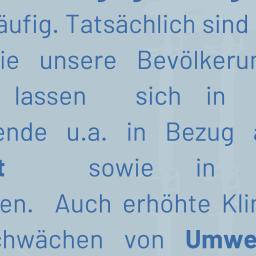 äufig. Tatsächlich sind
ie unsere Bevölkerun
lassen sich in
ende u.a. in Bezug a
t sowie in
en. Auch erhöhte Kli
chwächen von Umwe